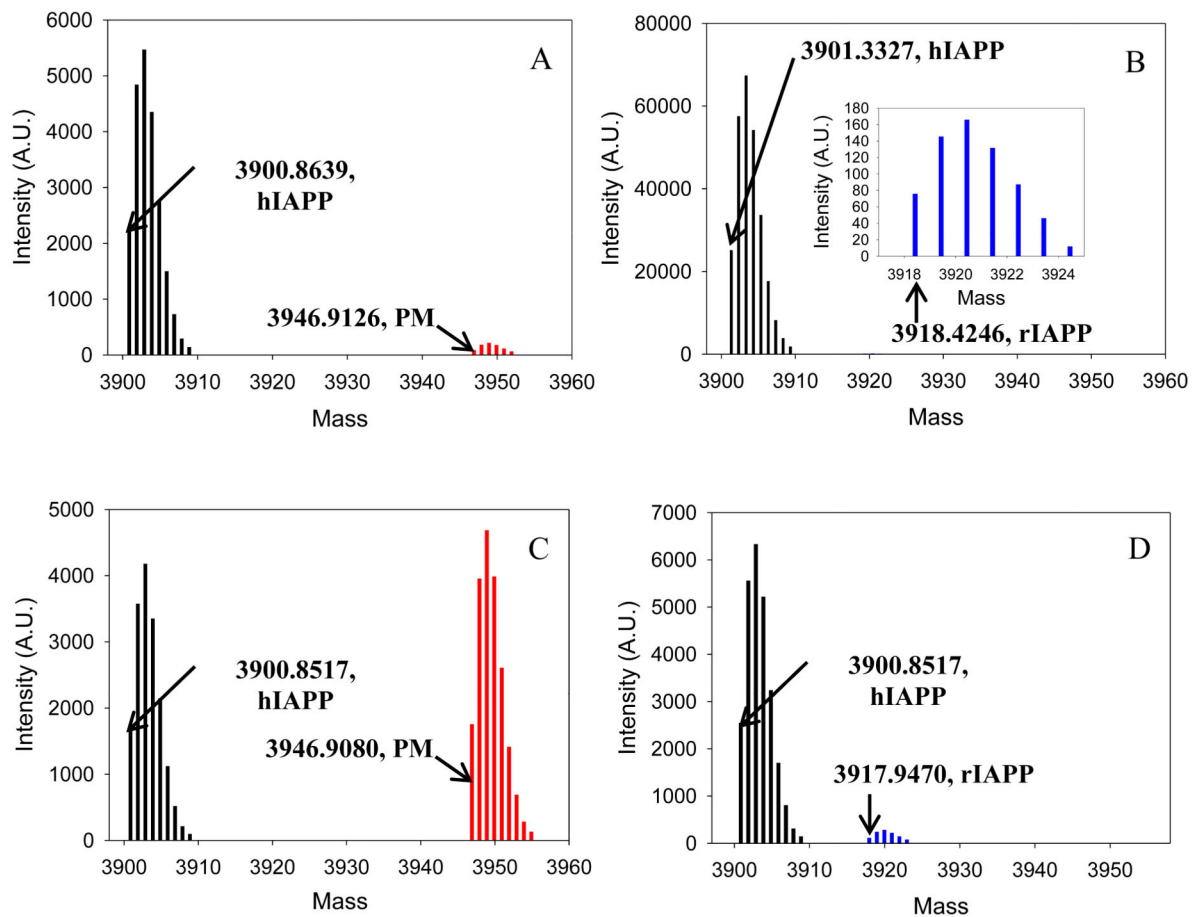 A
6000
5000
4000
3000
2000
1000
0
Intensity (A.U.)
3900.8639,
hIAPP
3946.9126, PM
3900 3910 3920 3930 3940 3950 3960
Mass
B
80000
60000
40000
20000
0
Intensity (A.U.)
3901.3327, hIAPP
180
160
140
120
100
80
60
40
20
0
Intensity (A.U.)
3918 3920 3922 3924
Mass
3918.4246, rIAPP
3900 3910 3920 3930 3940 3950 3960
Mass
C
5000
4000
3000
2000
1000
0
Intensity (A.U.)
3900.8517,
hIAPP
3946.9080, PM
3900 3910 3920 3930 3940 3950 3960
Mass
D
7000
6000
5000
4000
3000
2000
1000
0
Intensity (A.U.)
3900.8517,
hIAPP
3917.9470, rIAPP
3900 3910 3920 3930 3940 3950
Mass